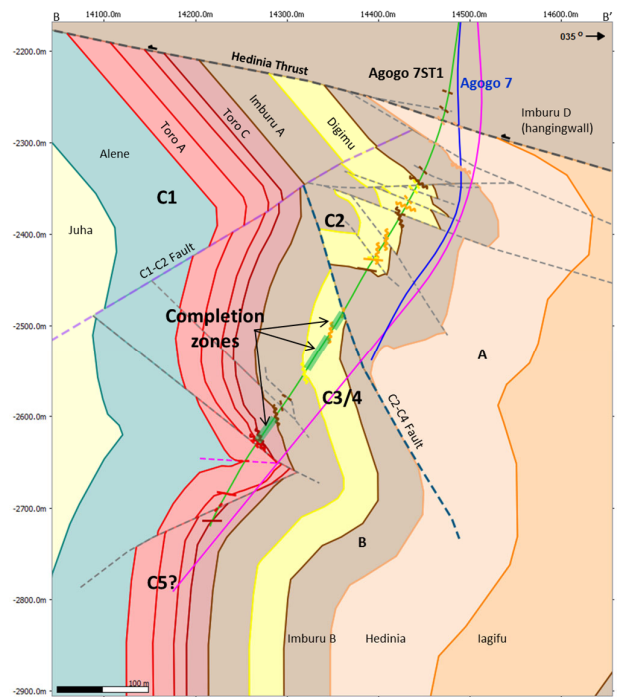 B
14100.0m
14200.0m
14300.0m
14400.0m
14500.0m
14600.0m
B'
-2200.0m
-2300.0m
-2400.0m
-2500.0m
-2600.0m
-2700.0m
-2800.0m
-2900.0m
035 °
Hedinia Thrust
Agogo 7ST1
Agogo 7
Imburu D
(hangingwall)
Imburu A
Toro C
Toro A
Digimu
Alene
C1
C2
Juha
C1-C2 Fault
Completion
zones
A
C3/4
C2-C4 Fault
B
C5?
Imburu B
Hedinia
Iagifu
100 m